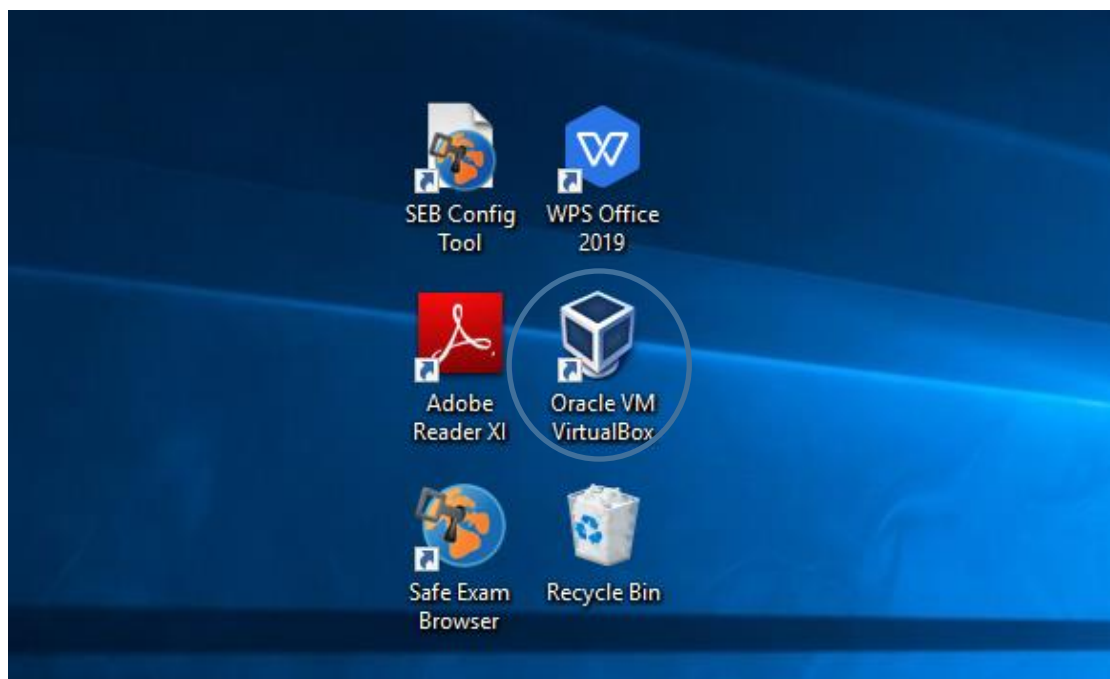 SEB Config
Tool
WPS Office
2019
Adobe
Reader XI
Oracle VM
VirtualBox
Safe Exam
Browser
Recycle Bin